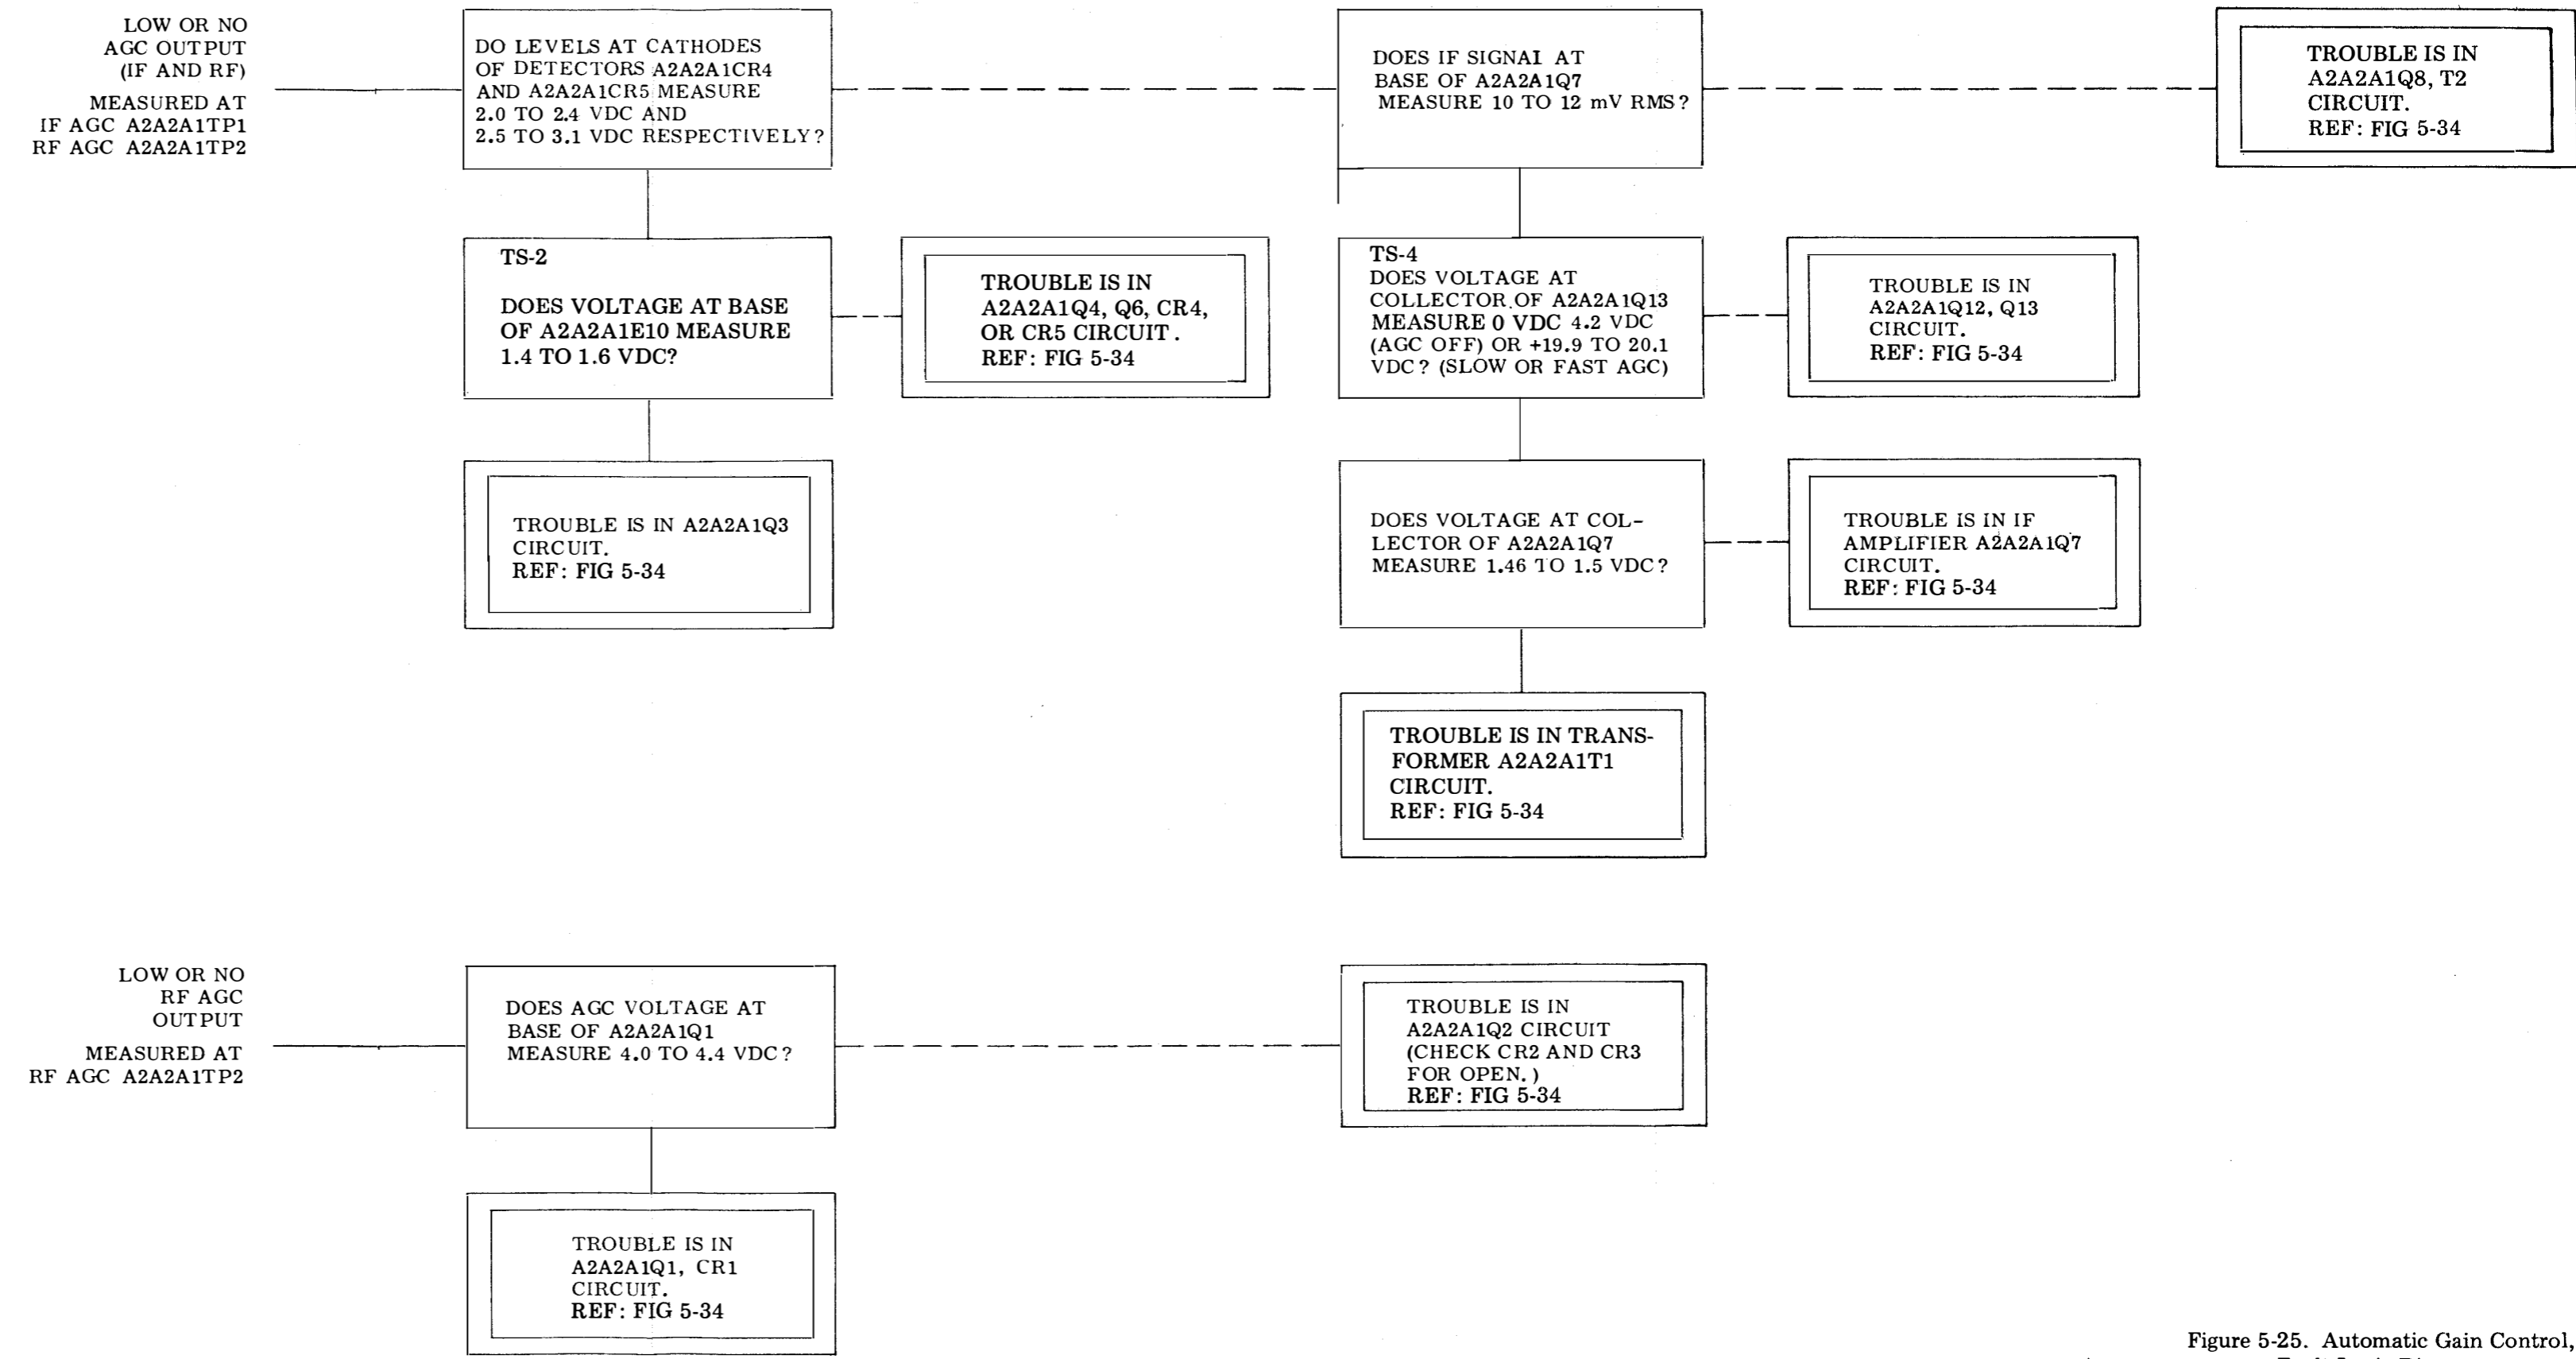 LOW OR NO
AGC OUTPUT
(IF AND RF)
MEASURED AT
IF AGC A2A2A1TP1
RF AGC A2A2A1TP2
DO LEVELS AT CATHODES
OF DETECTORS A2A2A1CR4
AND A2A2A1CR5 MEASURE
2.0 TO 2.4 VDC AND
2.5 TO 3.1 VDC RESPECTIVELY?
DOES IF SIGNAL AT
BASE OF A2A2A1Q7
MEASURE 10 TO 12 mV RMS?
TROUBLE IS IN
A2A2A1Q8, T2
CIRCUIT.
REF: FIG 5-34
TS-2
DOES VOLTAGE AT BASE
OF A2A2A1E10 MEASURE
1.4 TO 1.6 VDC?
TROUBLE IS IN
A2A2A1Q4, Q6, CR4,
OR CR5 CIRCUIT.
REF: FIG 5-34
TS-4
DOES VOLTAGE AT
COLLECTOR OF A2A2A1Q13
MEASURE 0 VDC 4.2 VDC
(AGC OFF) OR +19.9 TO 20.1
VDC? (SLOW OR FAST AGC)
TROUBLE IS IN
A2A2A1Q12, Q13
CIRCUIT.
REF: FIG 5-34
TROUBLE IS IN A2A2A1Q3
CIRCUIT.
REF: FIG 5-34
DOES VOLTAGE AT COL-
LECTOR OF A2A2A1Q7
MEASURE 1.46 TO 1.5 VDC?
TROUBLE IS IN IF
AMPLIFIER A2A2A1Q7
CIRCUIT.
REF: FIG 5-34
TROUBLE IS IN TRANS-
FORMER A2A2A1T1
CIRCUIT.
REF: FIG 5-34
LOW OR NO
RF AGC
OUTPUT
MEASURED AT
RF AGC A2A2A1TP2
DOES AGC VOLTAGE AT
BASE OF A2A2A1Q1
MEASURE 4.0 TO 4.4 VDC?
TROUBLE IS IN
A2A2A1Q2 CIRCUIT
(CHECK CR2 AND CR3
FOR OPEN.)
REF: FIG 5-34
TROUBLE IS IN
A2A2A1Q1, CR1
CIRCUIT.
REF: FIG 5-34
Figure 5-25. Automatic Gain Control,